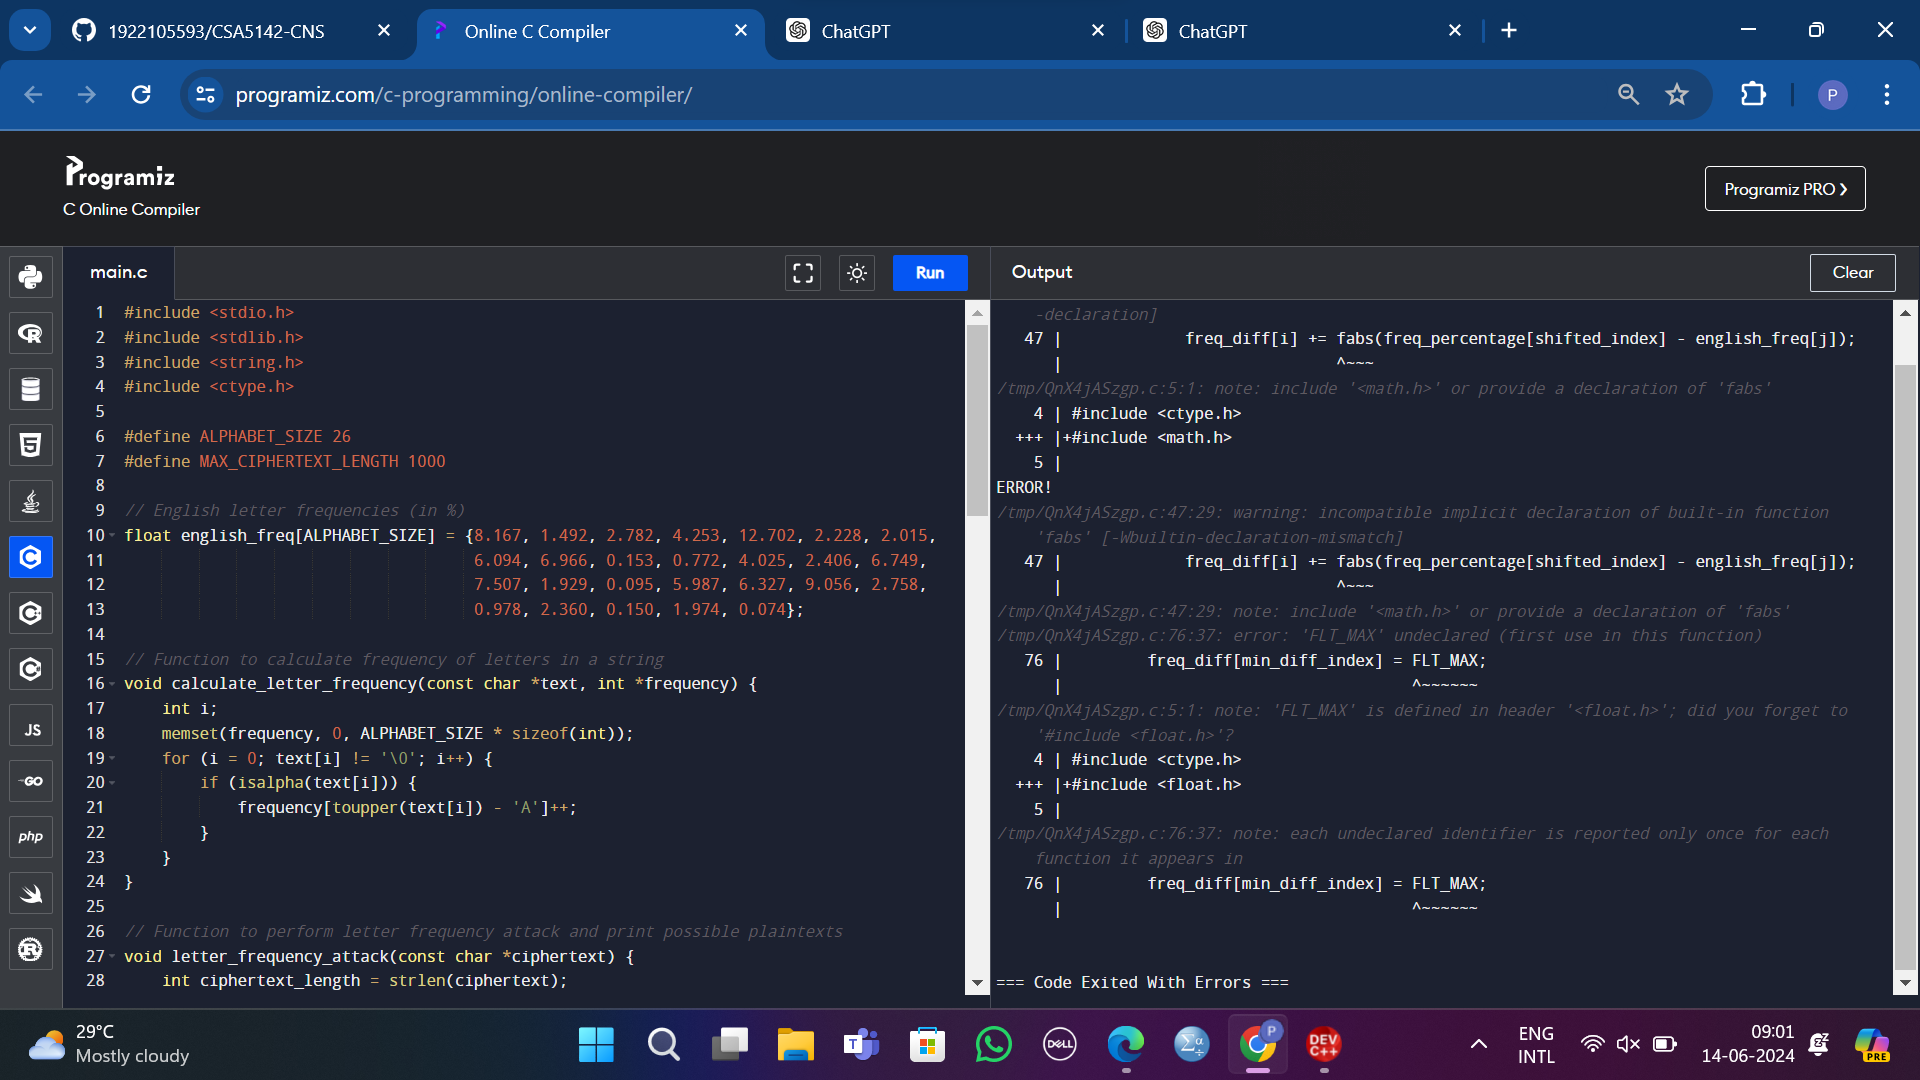 1922105593/CSA5142-CNS
Online C Compiler
ChatGPT
ChatGPT
programiz.com/c-programming/online-compiler/
P
Programiz
C Online Compiler
Programiz PRO
main.c
Run
Output
Clear
1 #include <stdio.h>
2 #include <stdlib.h>
3 #include <string.h>
4 #include <ctype.h>
5
6 #define ALPHABET_SIZE 26
7 #define MAX_CIPHERTEXT_LENGTH 1000
8
9 // English letter frequencies (in %)
10 float english_freq[ALPHABET_SIZE] = {8.167, 1.492, 2.782, 4.253, 12.702, 2.228, 2.015,
11 6.094, 6.966, 0.153, 0.772, 4.025, 2.406, 6.749,
12 7.507, 1.929, 0.095, 5.987, 6.327, 9.056, 2.758,
13 0.978, 2.360, 0.150, 1.974, 0.074};
14
15 // Function to calculate frequency of letters in a string
16 void calculate_letter_frequency(const char *text, int *frequency) {
17 int i;
18 memset(frequency, 0, ALPHABET_SIZE * sizeof(int));
19 for (i = 0; text[i] != '\0'; i++) {
20 if (isalpha(text[i])) {
21 frequency[toupper(text[i]) - 'A']++;
22 }
23 }
24 }
25
26 // Function to perform letter frequency attack and print possible plaintexts
27 void letter_frequency_attack(const char *ciphertext) {
28 int ciphertext_length = strlen(ciphertext);
-declaration]
47 | freq_diff[i] += fabs(freq_percentage[shifted_index] - english_freq[j]);
| ^~~~
/tmp/QnX4jASzgp.c:5:1: note: include '<math.h>' or provide a declaration of 'fabs'
4 | #include <ctype.h>
+++ |+#include <math.h>
5 |
ERROR!
/tmp/QnX4jASzgp.c:47:29: warning: incompatible implicit declaration of built-in function
'fabs' [-Wbuiltin-declaration-mismatch]
47 | freq_diff[i] += fabs(freq_percentage[shifted_index] - english_freq[j]);
| ^~~~
/tmp/QnX4jASzgp.c:47:29: note: include '<math.h>' or provide a declaration of 'fabs'
/tmp/QnX4jASzgp.c:76:37: error: 'FLT_MAX' undeclared (first use in this function)
76 | freq_diff[min_diff_index] = FLT_MAX;
| ^~~~~~~
/tmp/QnX4jASzgp.c:5:1: note: 'FLT_MAX' is defined in header '<float.h>'; did you forget to
'#include <float.h>'?
4 | #include <ctype.h>
+++ |+#include <float.h>
5 |
/tmp/QnX4jASzgp.c:76:37: note: each undeclared identifier is reported only once for each
function it appears in
76 | freq_diff[min_diff_index] = FLT_MAX;
| ^~~~~~~
=== Code Exited With Errors ===
JS
GO
php
29°C
Mostly cloudy
DELL
P
DEV
C++
ENG
INTL
09:01
14-06-2024
PRE